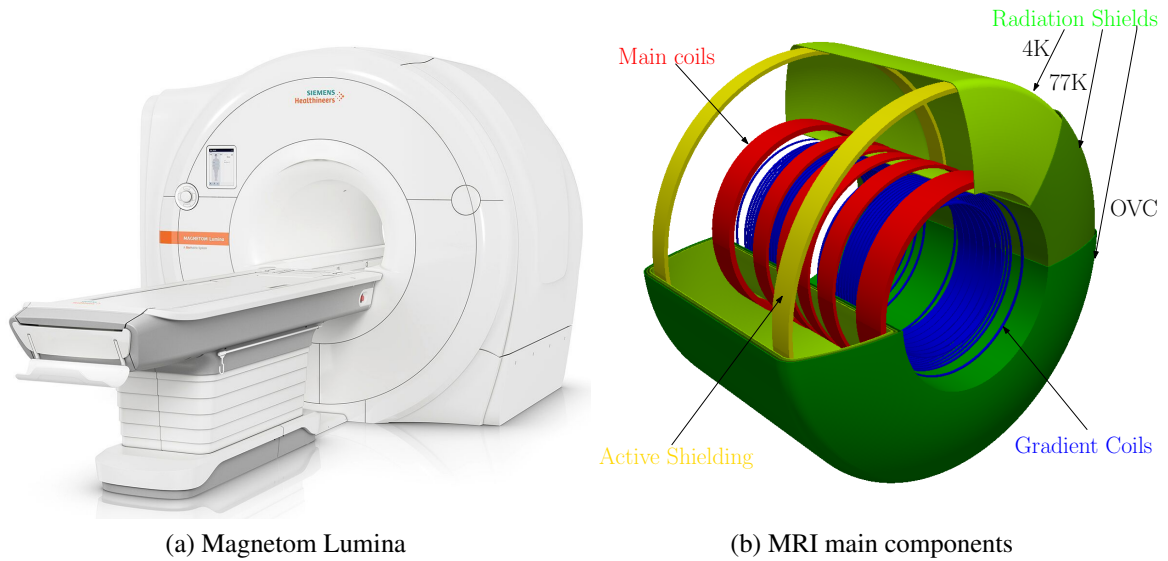 SIEMENS
Healthineers
MAGNETOM Lumina
Radiation Shields
4K
Main coils
77K
OVC
Active Shielding
Gradient Coils
(a) Magnetom Lumina
(b) MRI main components